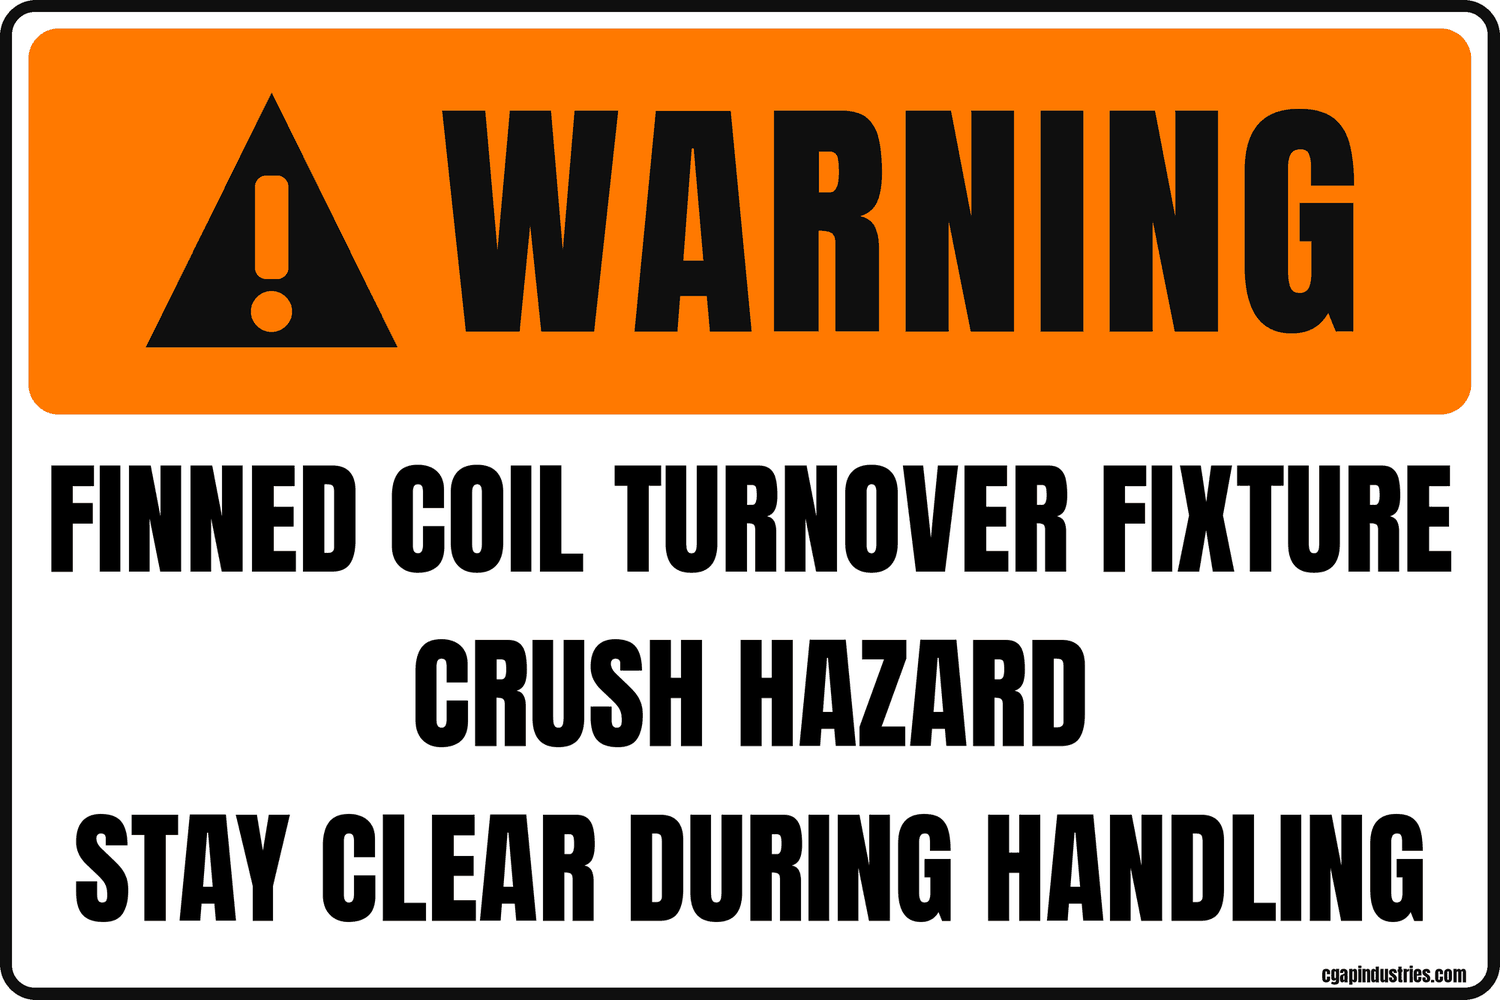 WARNING
FINNED COIL TURNOVER FIXTURE
CRUSH HAZARD
STAY CLEAR DURING HANDLING
cgapindustries.com